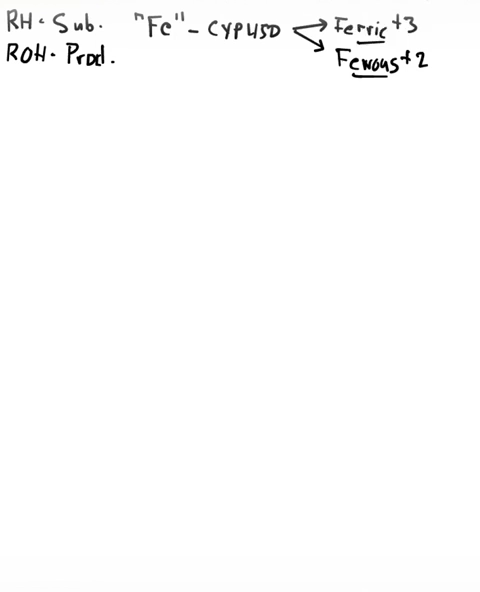 RH - Sub. "Fe" - CYP450 Ferric +3
ROH - Prod. Ferrous +2